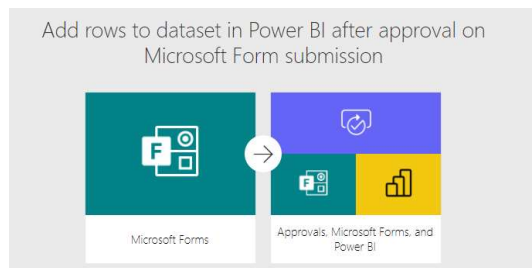 Add rows to dataset in Power BI after approval on
Microsoft Form submission
F
F
Microsoft Forms
Approvals, Microsoft Forms, and
Power BI